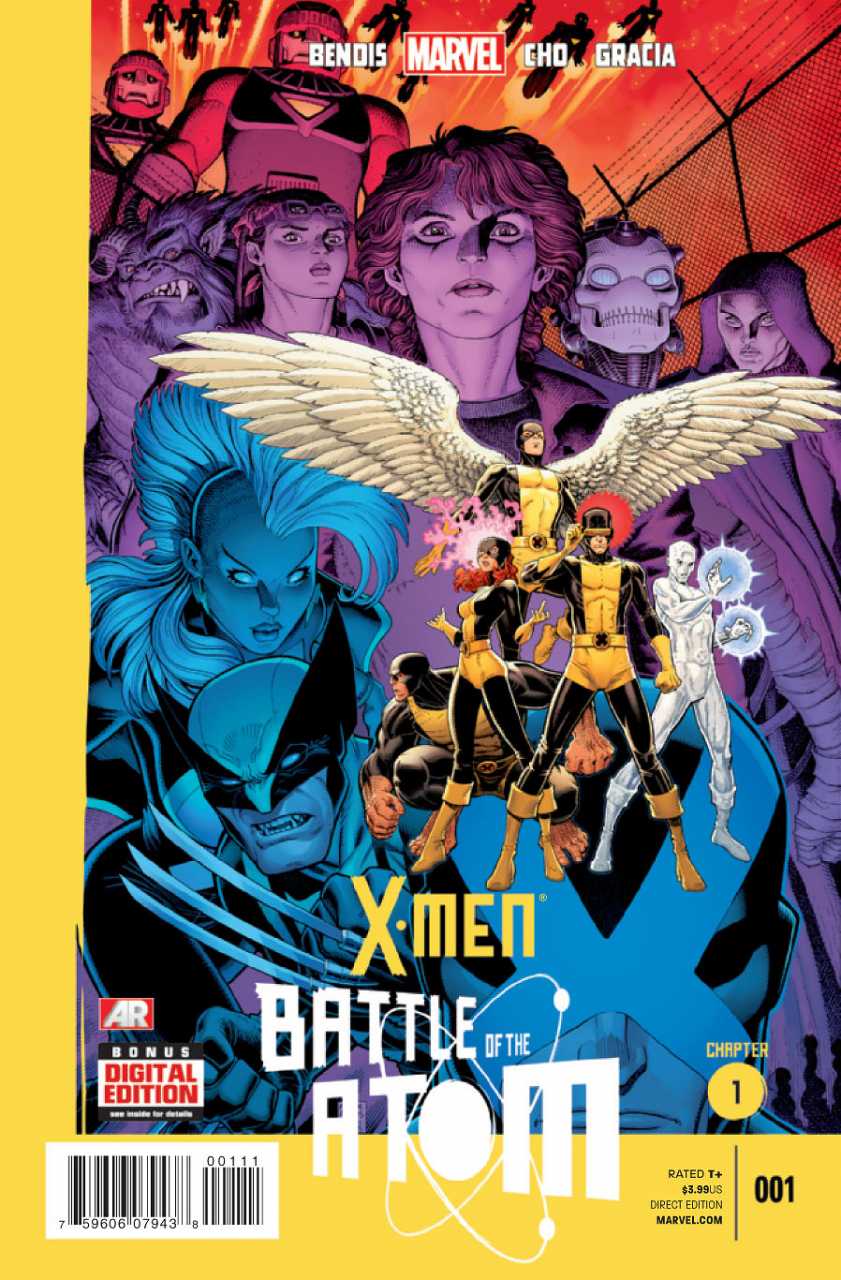 BENDIS MARVEL CHO GRACIA
X·MEN®
BATTLE OF THE
ATOM
CHAPTER
1
AR
BONUS
DIGITAL
EDITION
see inside for details
00111
7 59606 07943 8
RATED T+
$3.99US
DIRECT EDITION
MARVEL.COM
001